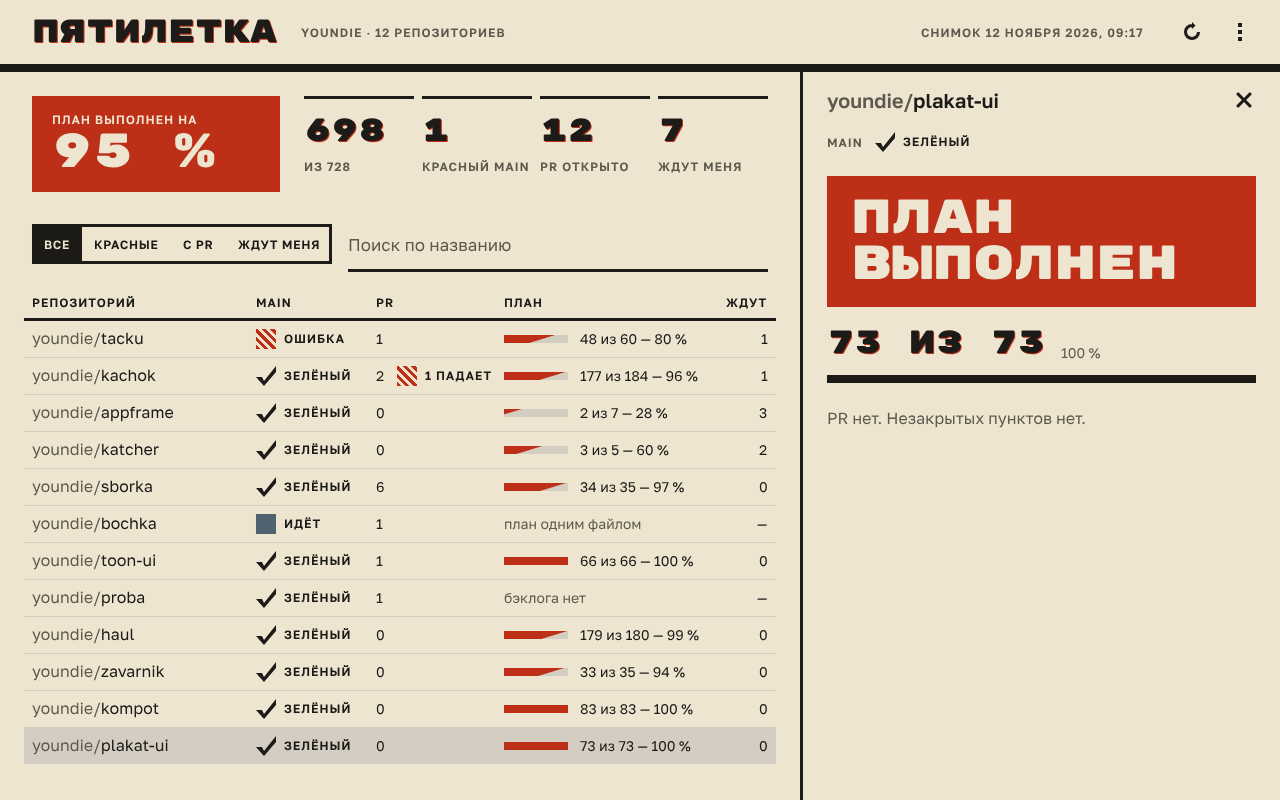 ПЯТИЛЕТКА
YOUNDIE · 12 РЕПОЗИТОРИЕВ
СНИМОК 12 НОЯБРЯ 2026, 09:17
ПЛАН ВЫПОЛНЕН НА
95 %
698
ИЗ 728
1
КРАСНЫЙ MAIN
12
PR ОТКРЫТО
7
ЖДУТ МЕНЯ
ВСЕ КРАСНЫЕ С PR ЖДУТ МЕНЯ
Поиск по названию
РЕПОЗИТОРИЙ MAIN PR ПЛАН ЖДУТ
youndie/tacku ОШИБКА 1 48 из 60 — 80 % 1
youndie/kachok ЗЕЛЁНЫЙ 2 1 ПАДАЕТ 177 из 184 — 96 % 1
youndie/appframe ЗЕЛЁНЫЙ 0 2 из 7 — 28 % 3
youndie/katcher ЗЕЛЁНЫЙ 0 3 из 5 — 60 % 2
youndie/sborka ЗЕЛЁНЫЙ 6 34 из 35 — 97 % 0
youndie/bochka ИДЁТ 1 план одним файлом —
youndie/toon-ui ЗЕЛЁНЫЙ 1 66 из 66 — 100 % 0
youndie/proba ЗЕЛЁНЫЙ 1 бэклога нет —
youndie/haul ЗЕЛЁНЫЙ 0 179 из 180 — 99 % 0
youndie/zavarnik ЗЕЛЁНЫЙ 0 33 из 35 — 94 % 0
youndie/kompot ЗЕЛЁНЫЙ 0 83 из 83 — 100 % 0
youndie/plakat-ui ЗЕЛЁНЫЙ 0 73 из 73 — 100 % 0
youndie/plakat-ui
MAIN ЗЕЛЁНЫЙ
ПЛАН
ВЫПОЛНЕН
73 ИЗ 73 100 %
PR нет. Незакрытых пунктов нет.